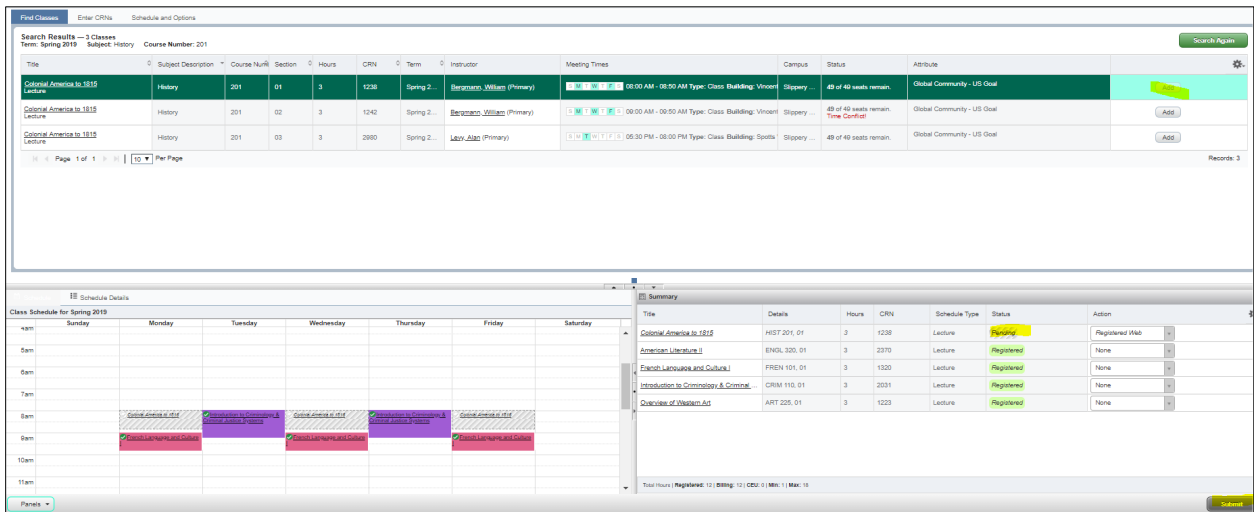 Find Classes Enter CRNs Schedule and Options
Search Results — 3 Classes
Term: Spring 2019 Subject: History Course Number: 201
Search Again
Title Subject Description Course Num Section Hours CRN Term Instructor Meeting Times Campus Status Attribute
Colonial America to 1815
Lecture
History 201 01 3 1238 Spring 2... Bergmann, William (Primary) S M T W T F S 08:00 AM - 08:50 AM Type: Class Building: Vincent Slippery ... 49 of 49 seats remain. Global Community - US Goal Add
Colonial America to 1815
Lecture
History 201 02 3 1242 Spring 2... Bergmann, William (Primary) S M T W T F S 09:00 AM - 09:50 AM Type: Class Building: Vincent Slippery ... 49 of 49 seats remain. Global Community - US Goal Add
Time Conflict!
Colonial America to 1815
Lecture
History 201 03 3 2880 Spring 2... Levy, Alan (Primary) S M T W T F S 05:30 PM - 08:00 PM Type: Class Building: Spotts Slippery ... 49 of 49 seats remain. Global Community - US Goal Add
Page 1 of 1 10 Per Page Records: 3
Schedule Details
Class Schedule for Spring 2019
Sunday Monday Tuesday Wednesday Thursday Friday Saturday
4am
5am
6am
7am
8am Colonial America to 1815 Introduction to Criminology & Criminal Justice Systems Colonial America to 1815 Introduction to Criminology & Criminal Justice Systems Colonial America to 1815
9am French Language and Culture I French Language and Culture I French Language and Culture I
10am
11am
Summary
Title Details Hours CRN Schedule Type Status Action
Colonial America to 1815 HIST 201, 01 3 1238 Lecture Pending Registered Web
American Literature II ENGL 320, 01 3 2370 Lecture Registered None
French Language and Culture I FREN 101, 01 3 1320 Lecture Registered None
Introduction to Criminology & Criminal ... CRIM 110, 01 3 2031 Lecture Registered None
Overview of Western Art ART 225, 01 3 1223 Lecture Registered None
Total Hours | Registered: 12 | Billing: 12 | CEU: 0 | Min: 1 | Max: 18
Panels Submit